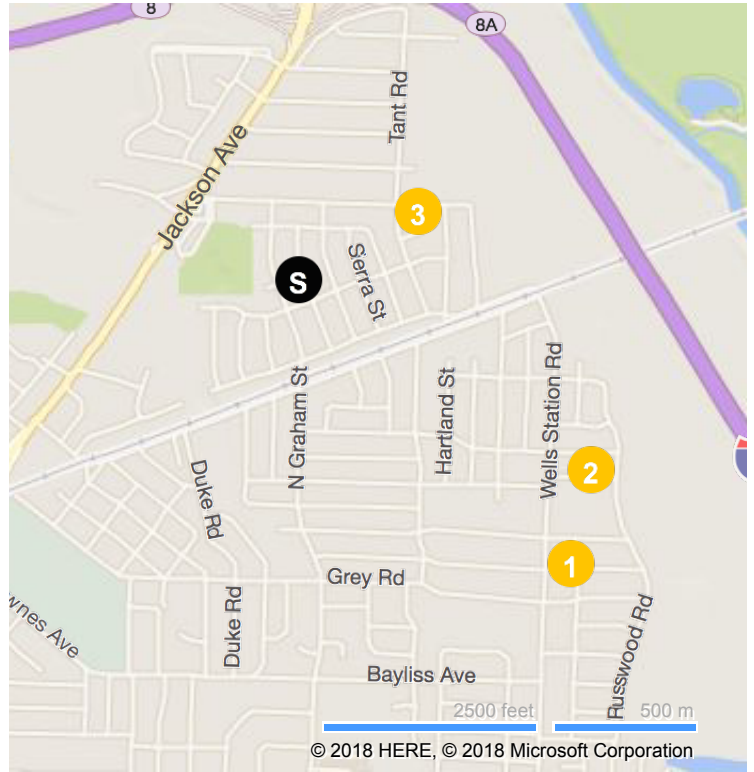 8
8A
Tant Rd
Jackson Ave
3
S
Sierra St
N Graham St
Hartland St
Wells Station Rd
2
Duke Rd
1
Grey Rd
Duke Rd
wnes Ave
Bayliss Ave
Russwood Rd
2500 feet
500 m
© 2018 HERE, © 2018 Microsoft Corporation